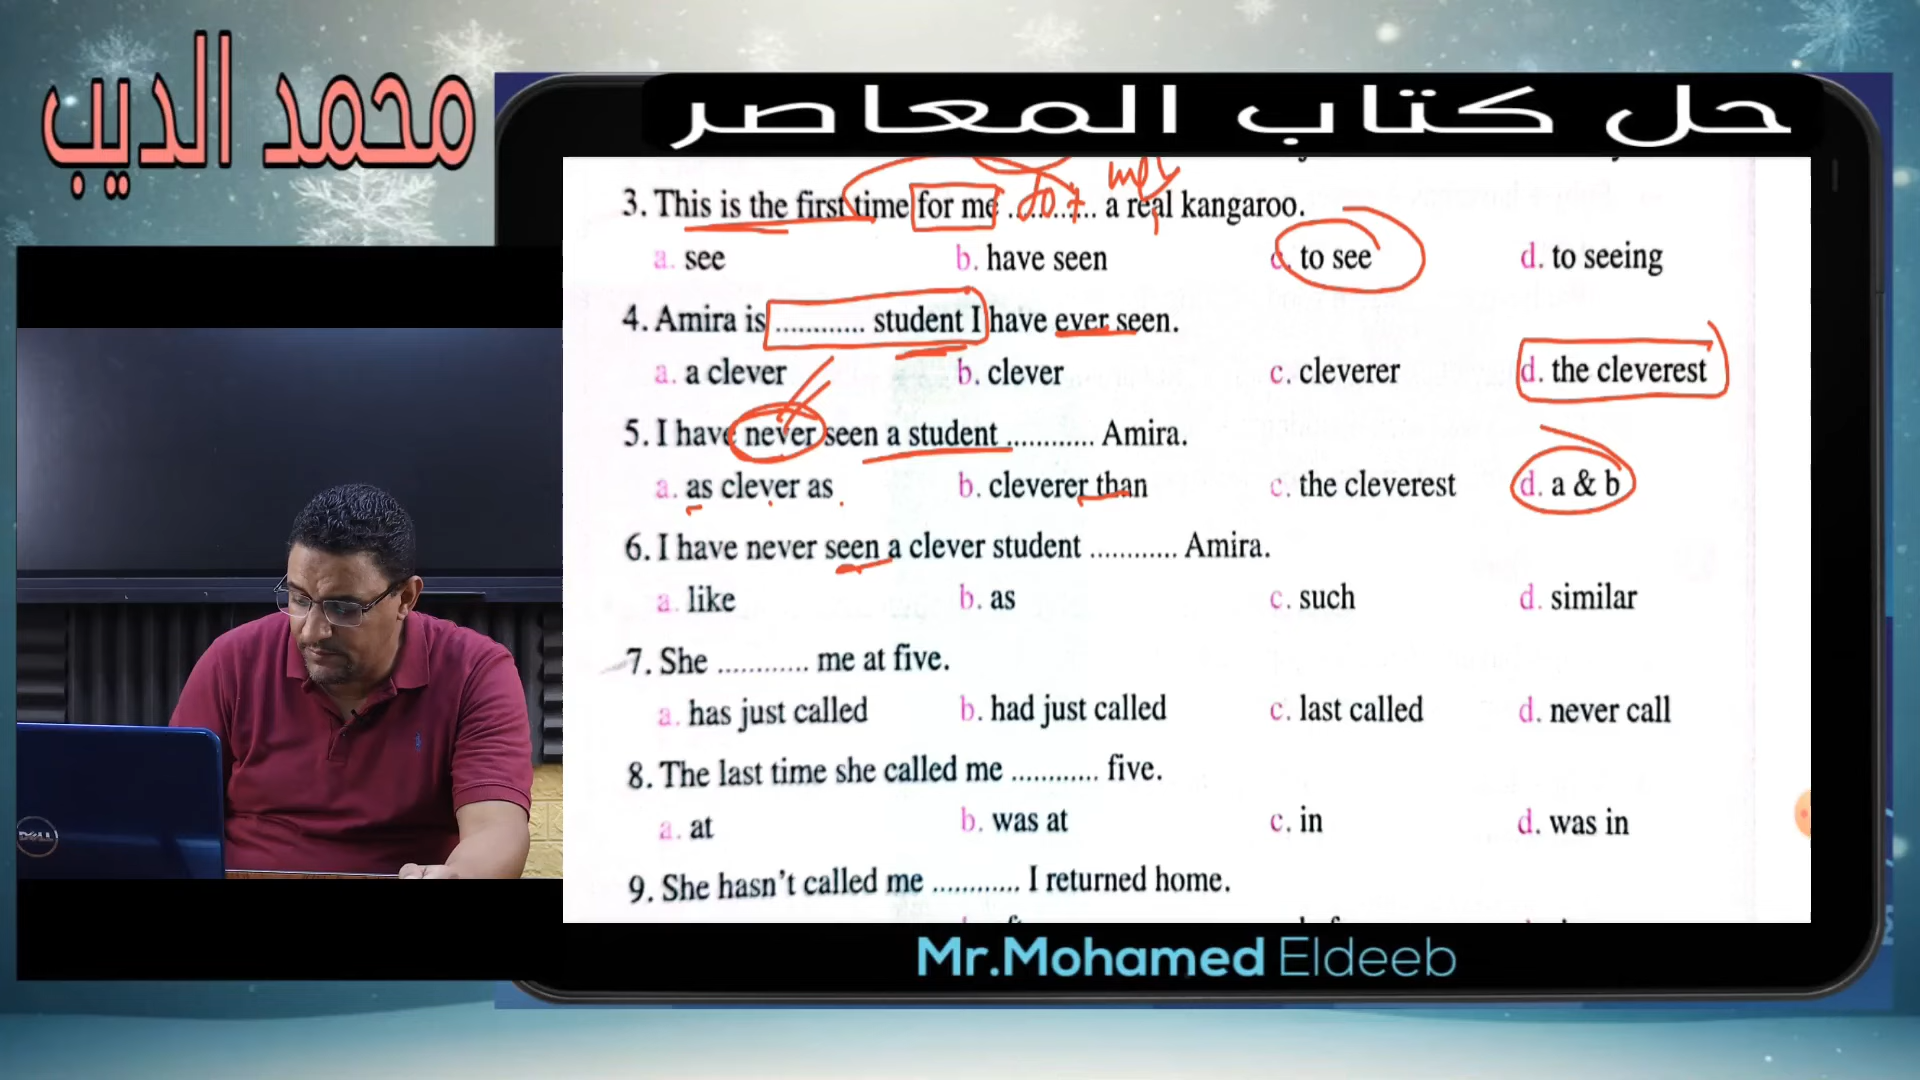 محمد الديب
حل كتاب المعاصر
3. This is the first time for me ............ a real kangaroo.
to + inf
a. see b. have seen c. to see d. to seeing
4. Amira is ............ student I have ever seen.
a. a clever b. clever c. cleverer d. the cleverest
5. I have never seen a student ............ Amira.
a. as clever as b. cleverer than c. the cleverest d. a & b
6. I have never seen a clever student ............ Amira.
a. like b. as c. such d. similar
7. She ............ me at five.
a. has just called b. had just called c. last called d. never call
8. The last time she called me ............ five.
a. at b. was at c. in d. was in
9. She hasn't called me ............ I returned home.
DELL
Mr.Mohamed Eldeeb